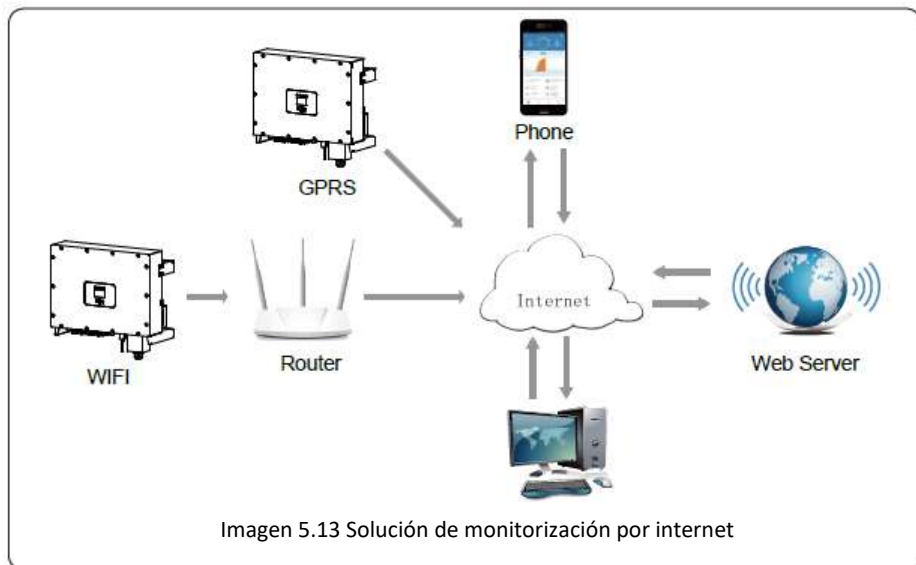 Phone
GPRS
Internet
WIFI
Router
Web Server
Imagen 5.13 Solución de monitorización por internet